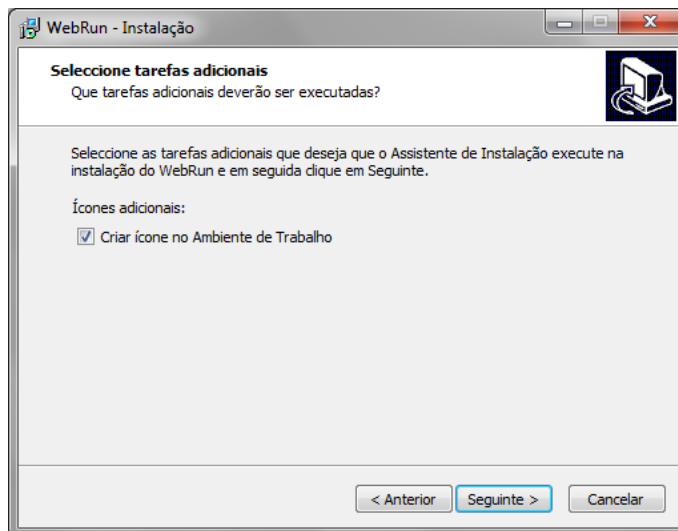 WebRun - Instalação
Seleccione tarefas adicionais
Que tarefas adicionais deverão ser executadas?
Seleccione as tarefas adicionais que deseja que o Assistente de Instalação execute na
instalação do WebRun e em seguida clique em Seguinte.
Ícones adicionais:
Criar ícone no Ambiente de Trabalho
< Anterior
Seguinte >
Cancelar